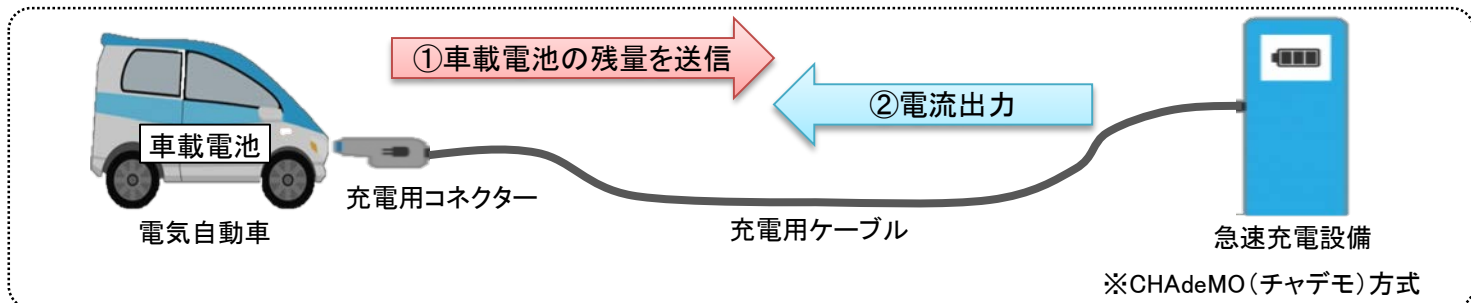 ①車載電池の残量を送信
②電流出力
車載電池
充電用コネクター
電気自動車
充電用ケーブル
急速充電設備
※CHAdeMO(チャデモ)方式